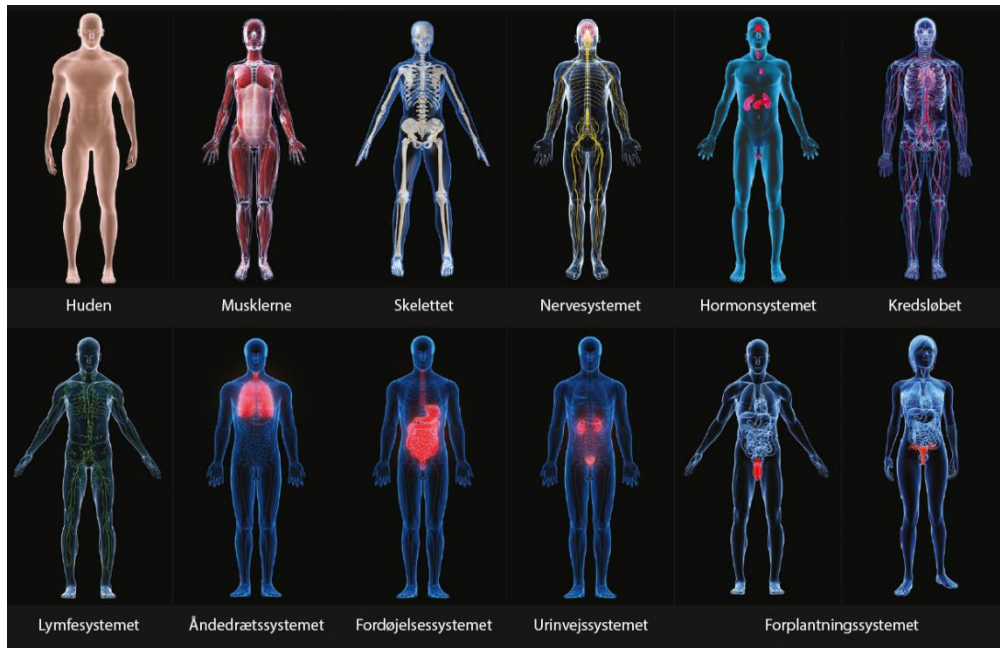 Huden
Musklerne
Skelettet
Nervesystemet
Hormonsystemet
Kredsløbet
Lymfesystemet
Åndedrætssystemet
Fordøjelsessystemet
Urinvejssystemet
Forplantningssystemet